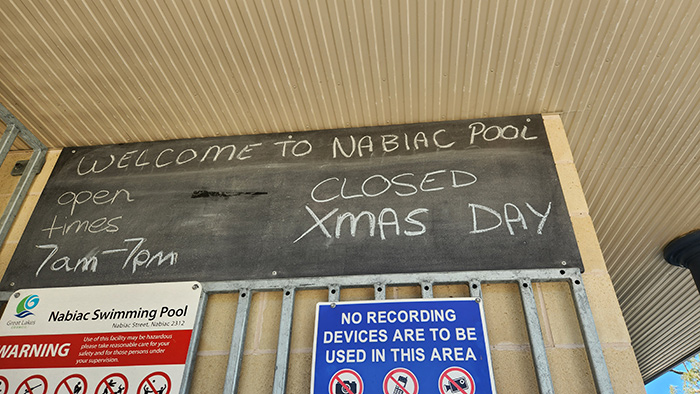 WELCOME TO NABIAC POOL
open
times
7am-7pm
CLOSED
XMAS DAY
Great Lakes
Nabiac Swimming Pool
Nabiac Street, Nabiac 2312
WARNING
Use of this facility may be hazardous
please take reasonable care for your
safety and for those persons under
your supervision.
NO RECORDING
DEVICES ARE TO BE
USED IN THIS AREA